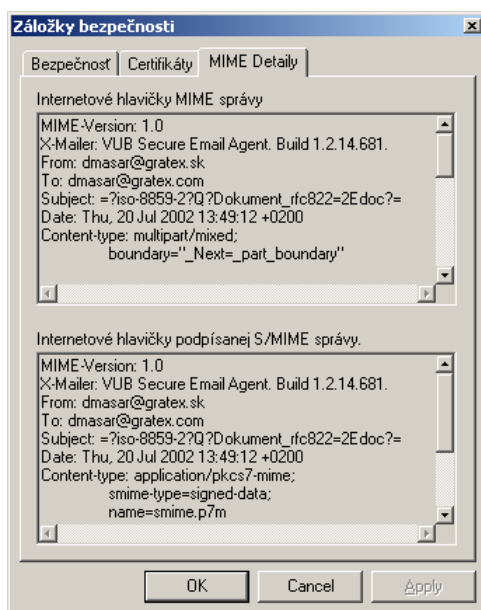 Záložky bezpečnosti
Bezpečnosť Certifikáty MIME Detaily
Internetové hlavičky MIME správy
MIME-Version: 1.0
X-Mailer: VUB Secure Email Agent. Build 1.2.14.681.
From: dmasar@gratex.sk
To: dmasar@gratex.com
Subject: =?iso-8859-2?Q?Dokument_rfc822=2Edoc?=
Date: Thu, 20 Jul 2002 13:49:12 +0200
Content-type: multipart/mixed;
boundary="_Next=_part_boundary"
Internetové hlavičky podpísanej S/MIME správy.
MIME-Version: 1.0
X-Mailer: VUB Secure Email Agent. Build 1.2.14.681.
From: dmasar@gratex.sk
To: dmasar@gratex.com
Subject: =?iso-8859-2?Q?Dokument_rfc822=2Edoc?=
Date: Thu, 20 Jul 2002 13:49:12 +0200
Content-type: application/pkcs7-mime;
smime-type=signed-data;
name=smime.p7m
OK Cancel Apply